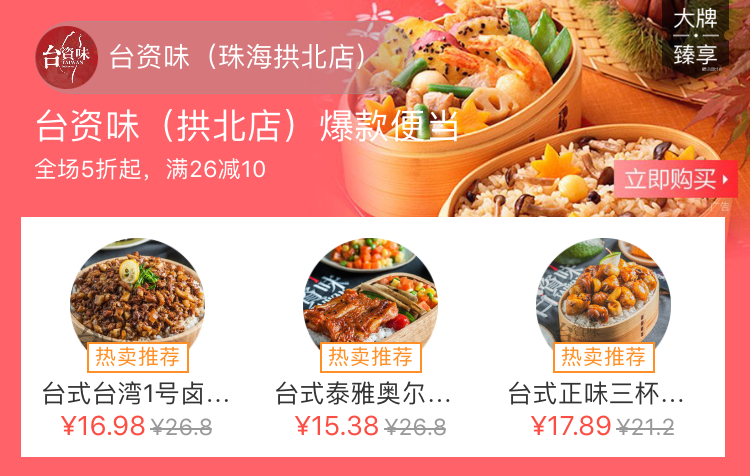 大牌
臻享
台资味
TAIWAN
台资味（珠海拱北店）
台资味（拱北店）爆款便当
全场5折起，满26减10
立即购买
热卖推荐
热卖推荐
热卖推荐
台式台湾1号卤...
台式泰雅奥尔...
台式正味三杯...
¥16.98 ¥26.8
¥15.38 ¥26.8
¥17.89 ¥21.2